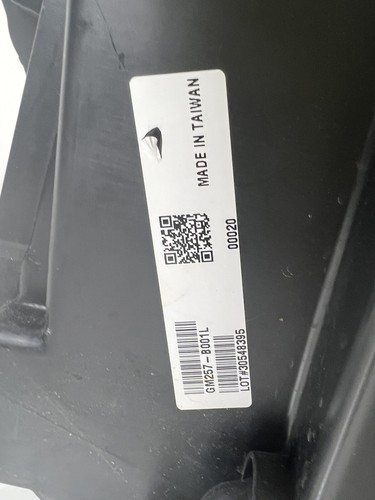 GM257-B001L
MADE IN TAIWAN
LOT#30548395
00020